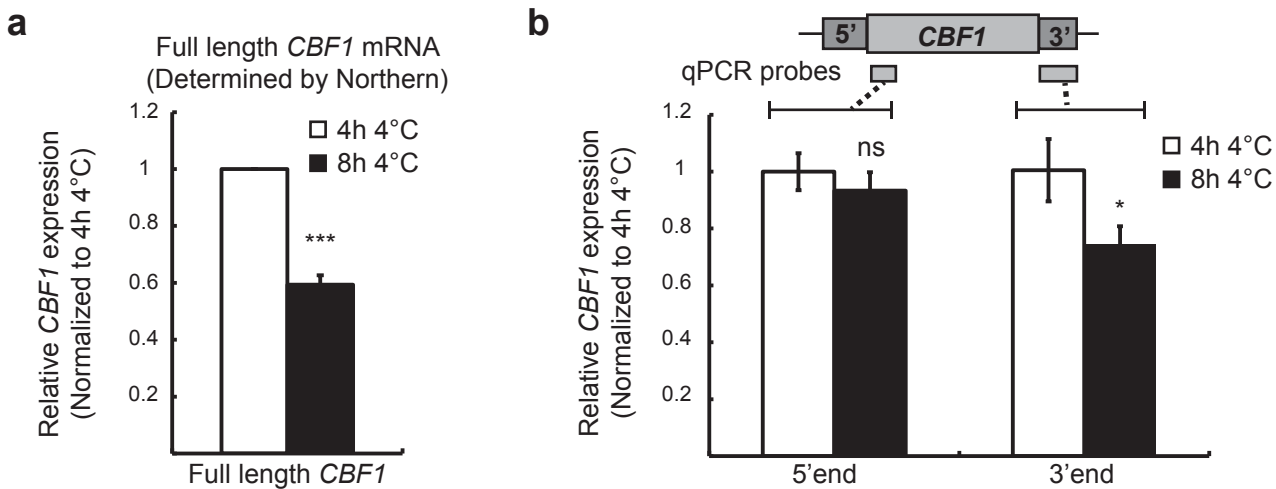 a
Full length CBF1 mRNA
(Determined by Northern)
Relative CBF1 expression
(Normalized to 4h 4°C)
1.2
1
0.8
0.6
0.4
0.2
4h 4°C
8h 4°C
***
Full length CBF1
b
5' CBF1 3'
qPCR probes
Relative CBF1 expression
(Normalized to 4h 4°C)
1.2
1
0.8
0.6
0.4
0.2
ns
*
4h 4°C
8h 4°C
5'end 3'end